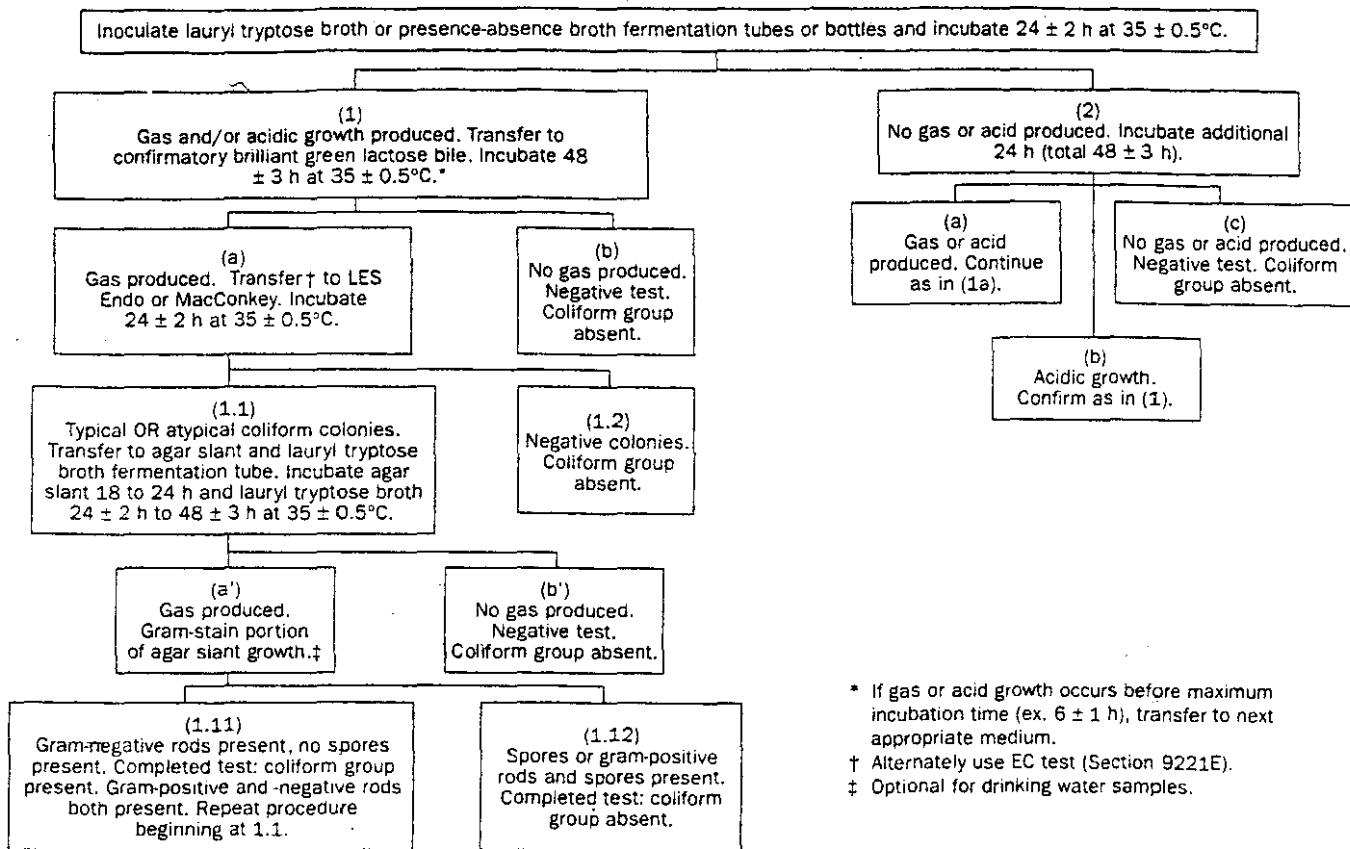 Inoculate lauryl tryptose broth or presence-absence broth fermentation tubes or bottles and incubate 24 ± 2 h at 35 ± 0.5°C.
(1)
Gas and/or acidic growth produced. Transfer to
confirmatory brilliant green lactose bile. Incubate 48
± 3 h at 35 ± 0.5°C.*
(2)
No gas or acid produced. Incubate additional
24 h (total 48 ± 3 h).
(a)
Gas produced. Transfer† to LES
Endo or MacConkey. Incubate
24 ± 2 h at 35 ± 0.5°C.
(b)
No gas produced.
Negative test.
Coliform group
absent.
(a)
Gas or acid
produced. Continue
as in (1a).
(c)
No gas or acid produced.
Negative test. Coliform
group absent.
(b)
Acidic growth.
Confirm as in (1).
(1.1)
Typical OR atypical coliform colonies.
Transfer to agar slant and lauryl tryptose
broth fermentation tube. Incubate agar
slant 18 to 24 h and lauryl tryptose broth
24 ± 2 h to 48 ± 3 h at 35 ± 0.5°C.
(1.2)
Negative colonies.
Coliform group
absent.
(a')
Gas produced.
Gram-stain portion
of agar slant growth.‡
(b')
No gas produced.
Negative test.
Coliform group absent.
(1.11)
Gram-negative rods present, no spores
present. Completed test: coliform group
present. Gram-positive and -negative rods
both present. Repeat procedure
beginning at 1.1.
(1.12)
Spores or gram-positive
rods and spores present.
Completed test: coliform
group absent.
* If gas or acid growth occurs before maximum
incubation time (ex. 6 ± 1 h), transfer to next
appropriate medium.
† Alternately use EC test (Section 9221E).
‡ Optional for drinking water samples.